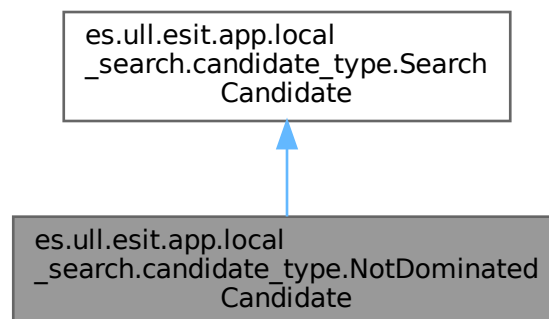 es.ull.esit.app.local
_search.candidate_type.Search
Candidate
es.ull.esit.app.local
_search.candidate_type.NotDominated
Candidate